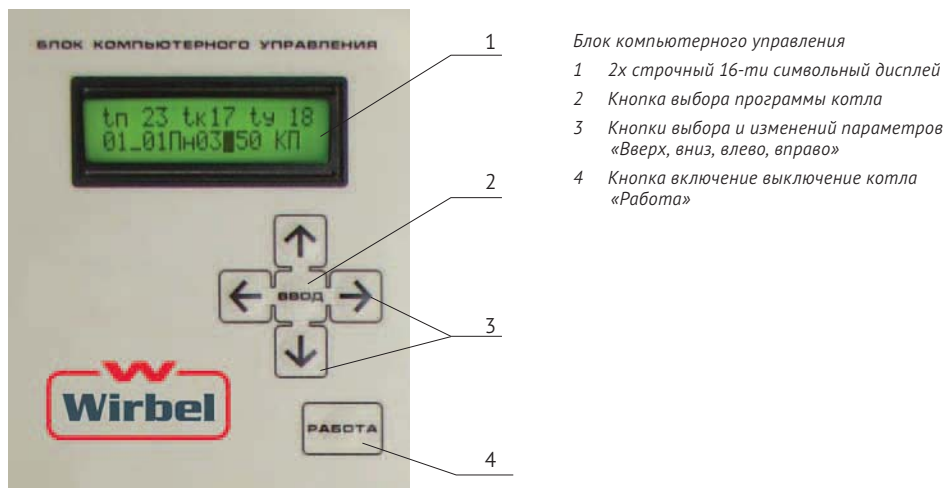 БЛОК КОМПЬЮТЕРНОГО УПРАВЛЕНИЯ
tп 23 tк17 tу 18
01_01Пн03█50 КП
ВВОД
Wirbel
РАБОТА
1
2
3
4
Блок компьютерного управления
1 2х строчный 16-ти символьный дисплей
2 Кнопка выбора программы котла
3 Кнопки выбора и изменений параметров
«Вверх, вниз, влево, вправо»
4 Кнопка включение выключение котла
«Работа»